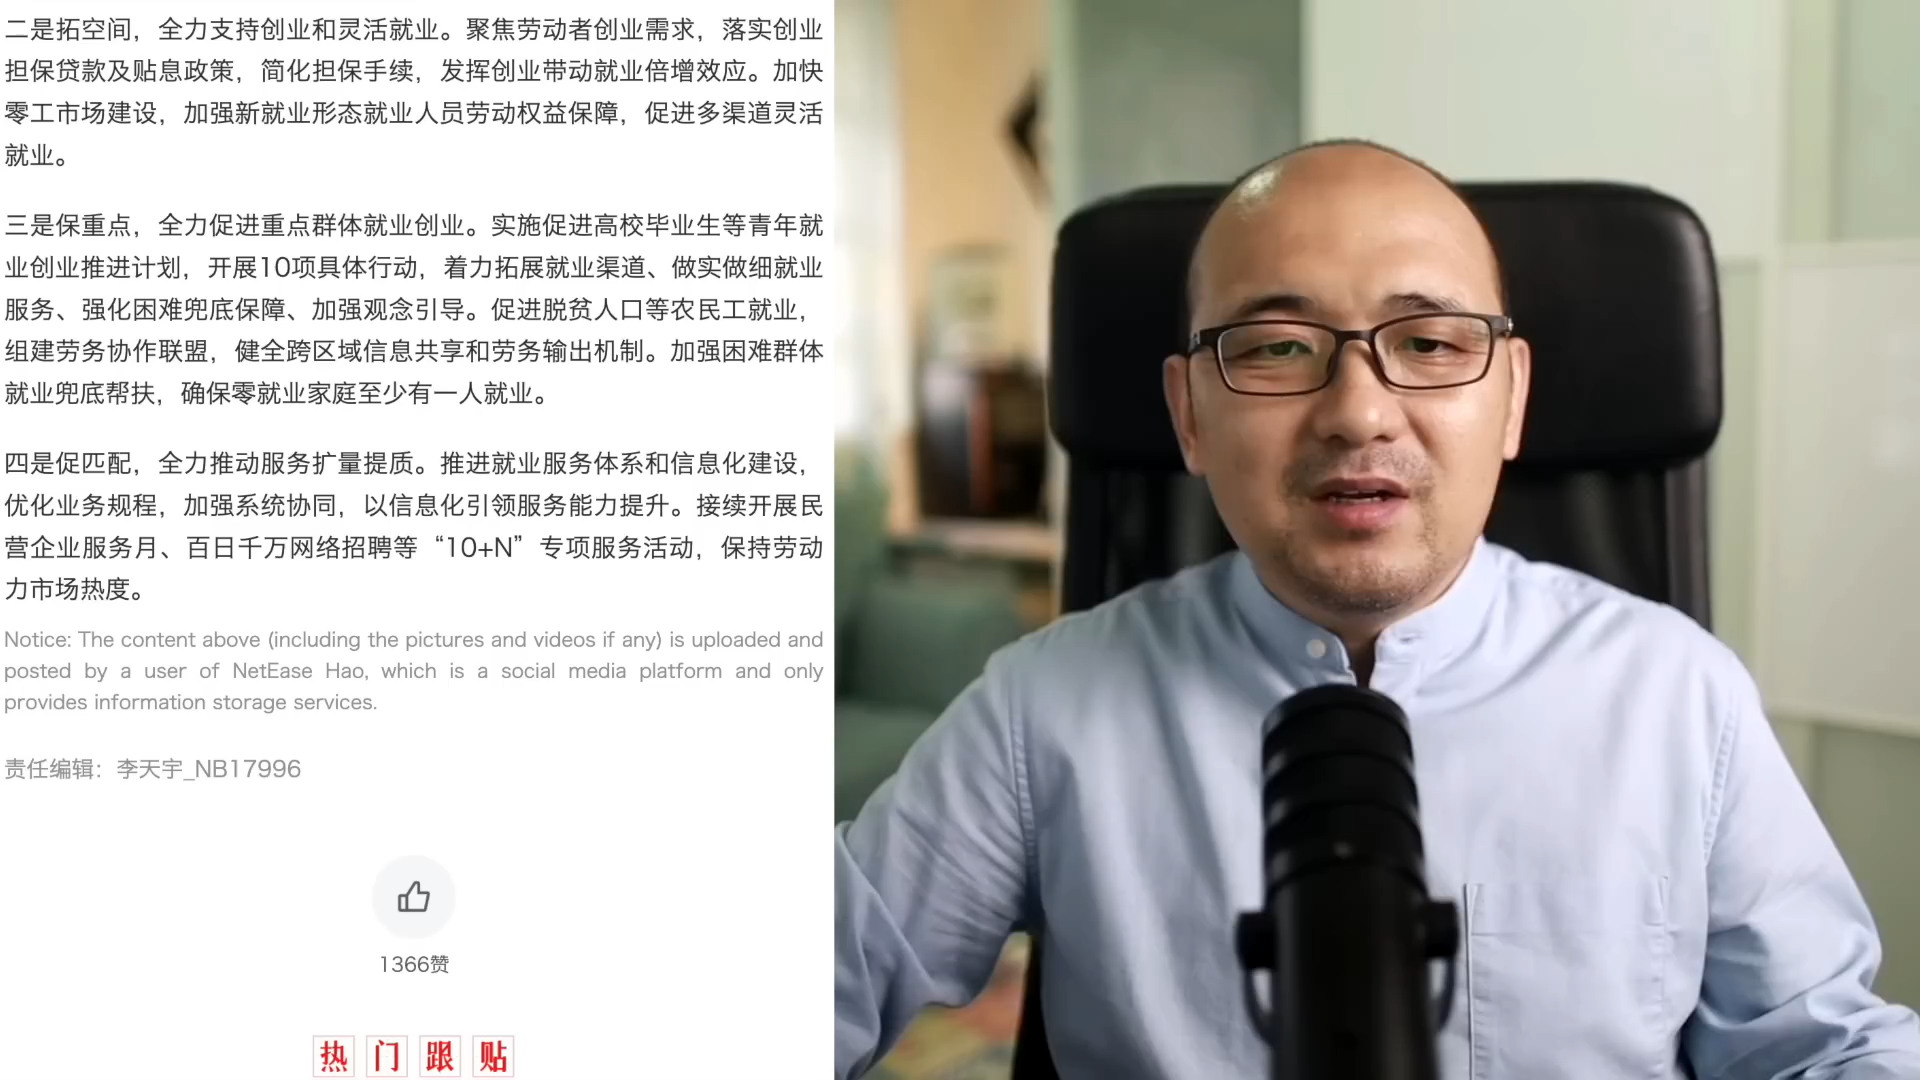 二是拓空间，全力支持创业和灵活就业。聚焦劳动者创业需求，落实创业
担保贷款及贴息政策，简化担保手续，发挥创业带动就业倍增效应。加快
零工市场建设，加强新就业形态就业人员劳动权益保障，促进多渠道灵活
就业。
三是保重点，全力促进重点群体就业创业。实施促进高校毕业生等青年就
业创业推进计划，开展10项具体行动，着力拓展就业渠道、做实做细就业
服务、强化困难兜底保障、加强观念引导。促进脱贫人口等农民工就业，
组建劳务协作联盟，健全跨区域信息共享和劳务输出机制。加强困难群体
就业兜底帮扶，确保零就业家庭至少有一人就业。
四是促匹配，全力推动服务扩量提质。推进就业服务体系和信息化建设，
优化业务规程，加强系统协同，以信息化引领服务能力提升。接续开展民
营企业服务月、百日千万网络招聘等“10+N”专项服务活动，保持劳动
力市场热度。
Notice: The content above (including the pictures and videos if any) is uploaded and
posted by a user of NetEase Hao, which is a social media platform and only
provides information storage services.
责任编辑：李天宇_NB17996
1366赞
热门跟贴